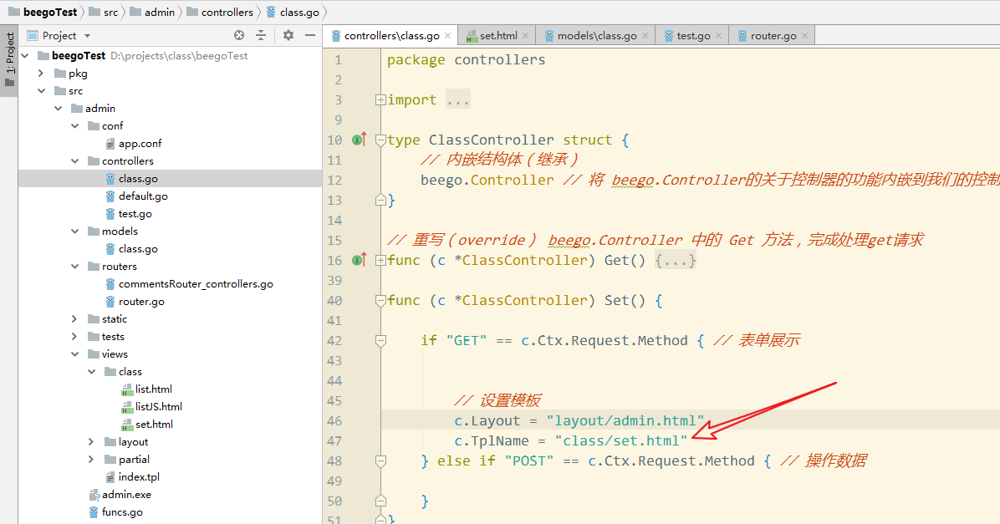 beegoTest src admin controllers class.go
1: Project
Project
controllers\class.go set.html models\class.go test.go router.go
beegoTest D:\projects\class\beegoTest
pkg
src
admin
conf
app.conf
controllers
class.go
default.go
test.go
models
class.go
routers
commentsRouter_controllers.go
router.go
static
tests
views
class
list.html
listJS.html
set.html
layout
partial
index.tpl
admin.exe
funcs.go
1 package controllers
2
3 import ...
9
10 type ClassController struct {
11 // 内嵌结构体(继承)
12 beego.Controller // 将 beego.Controller的关于控制器的功能内嵌到我们的控制
13 }
14
15 // 重写(override) beego.Controller 中的 Get 方法,完成处理get请求
16 func (c *ClassController) Get() {...}
39
40 func (c *ClassController) Set() {
41
42 if "GET" == c.Ctx.Request.Method { // 表单展示
43
44
45 // 设置模板
46 c.Layout = "layout/admin.html"
47 c.TplName = "class/set.html"
48 } else if "POST" == c.Ctx.Request.Method { // 操作数据
49
50 }
51 }